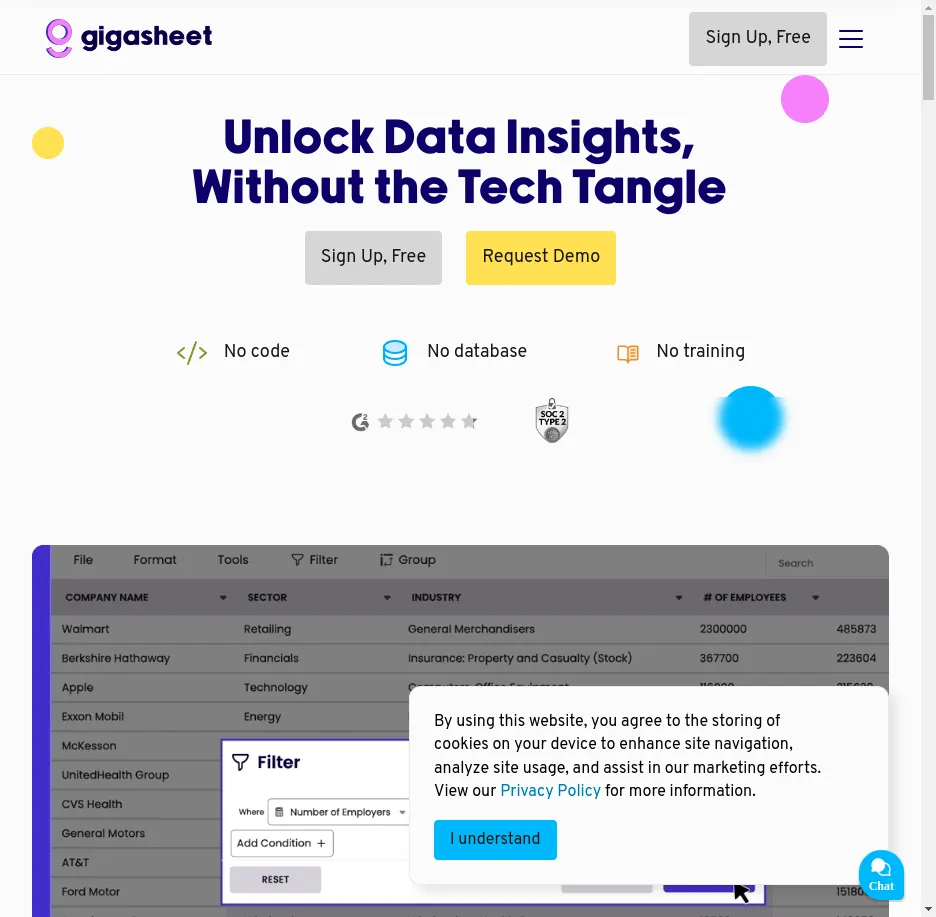 gigasheet
Sign Up, Free
Unlock Data Insights,
Without the Tech Tangle
Sign Up, Free
Request Demo
No code
No database
No training
G2
SOC 2
TYPE 2
File
Format
Tools
Filter
Group
Search
COMPANY NAME
SECTOR
INDUSTRY
# OF EMPLOYEES
Walmart
Retailing
General Merchandisers
2300000
485873
Berkshire Hathaway
Financials
Insurance: Property and Casualty (Stock)
367700
223604
Apple
Technology
Exxon Mobil
Energy
McKesson
UnitedHealth Group
CVS Health
General Motors
AT&T
Ford Motor
Filter
Where
Number of Employers
Add Condition +
RESET
By using this website, you agree to the storing of
cookies on your device to enhance site navigation,
analyze site usage, and assist in our marketing efforts.
View our Privacy Policy for more information.
I understand
Chat